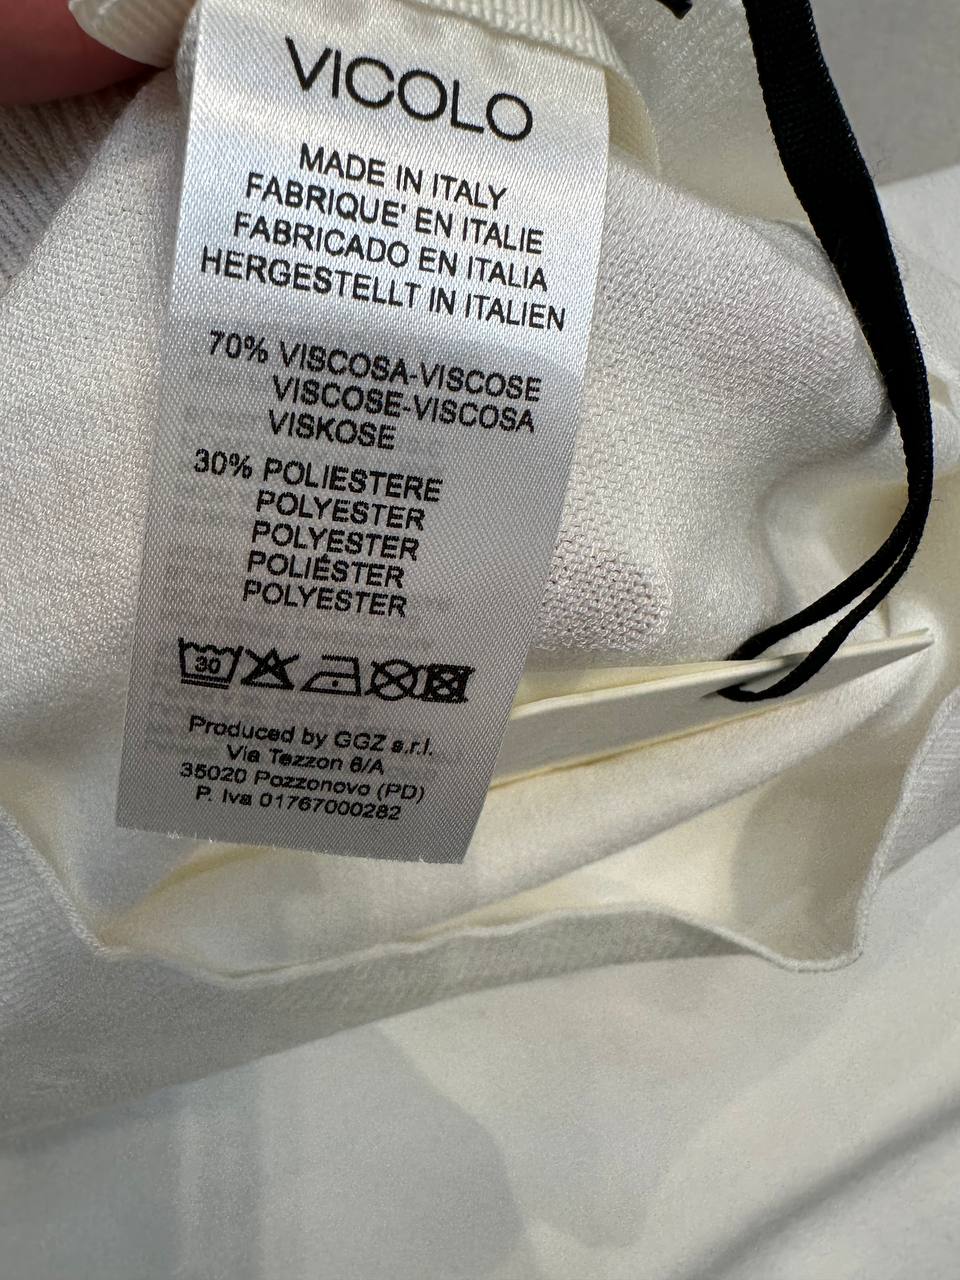 VICOLO
MADE IN ITALY
FABRIQUE' EN ITALIE
FABRICADO EN ITALIA
HERGESTELLT IN ITALIEN
70% VISCOSA-VISCOSE
VISCOSE-VISCOSA
VISKOSE
30% POLIESTERE
POLYESTER
POLYESTER
POLIÉSTER
POLYESTER
30
Produced by GGZ s.r.l.
Via Tezzon 6/A
35020 Pozzonovo (PD)
P. Iva 01767000282